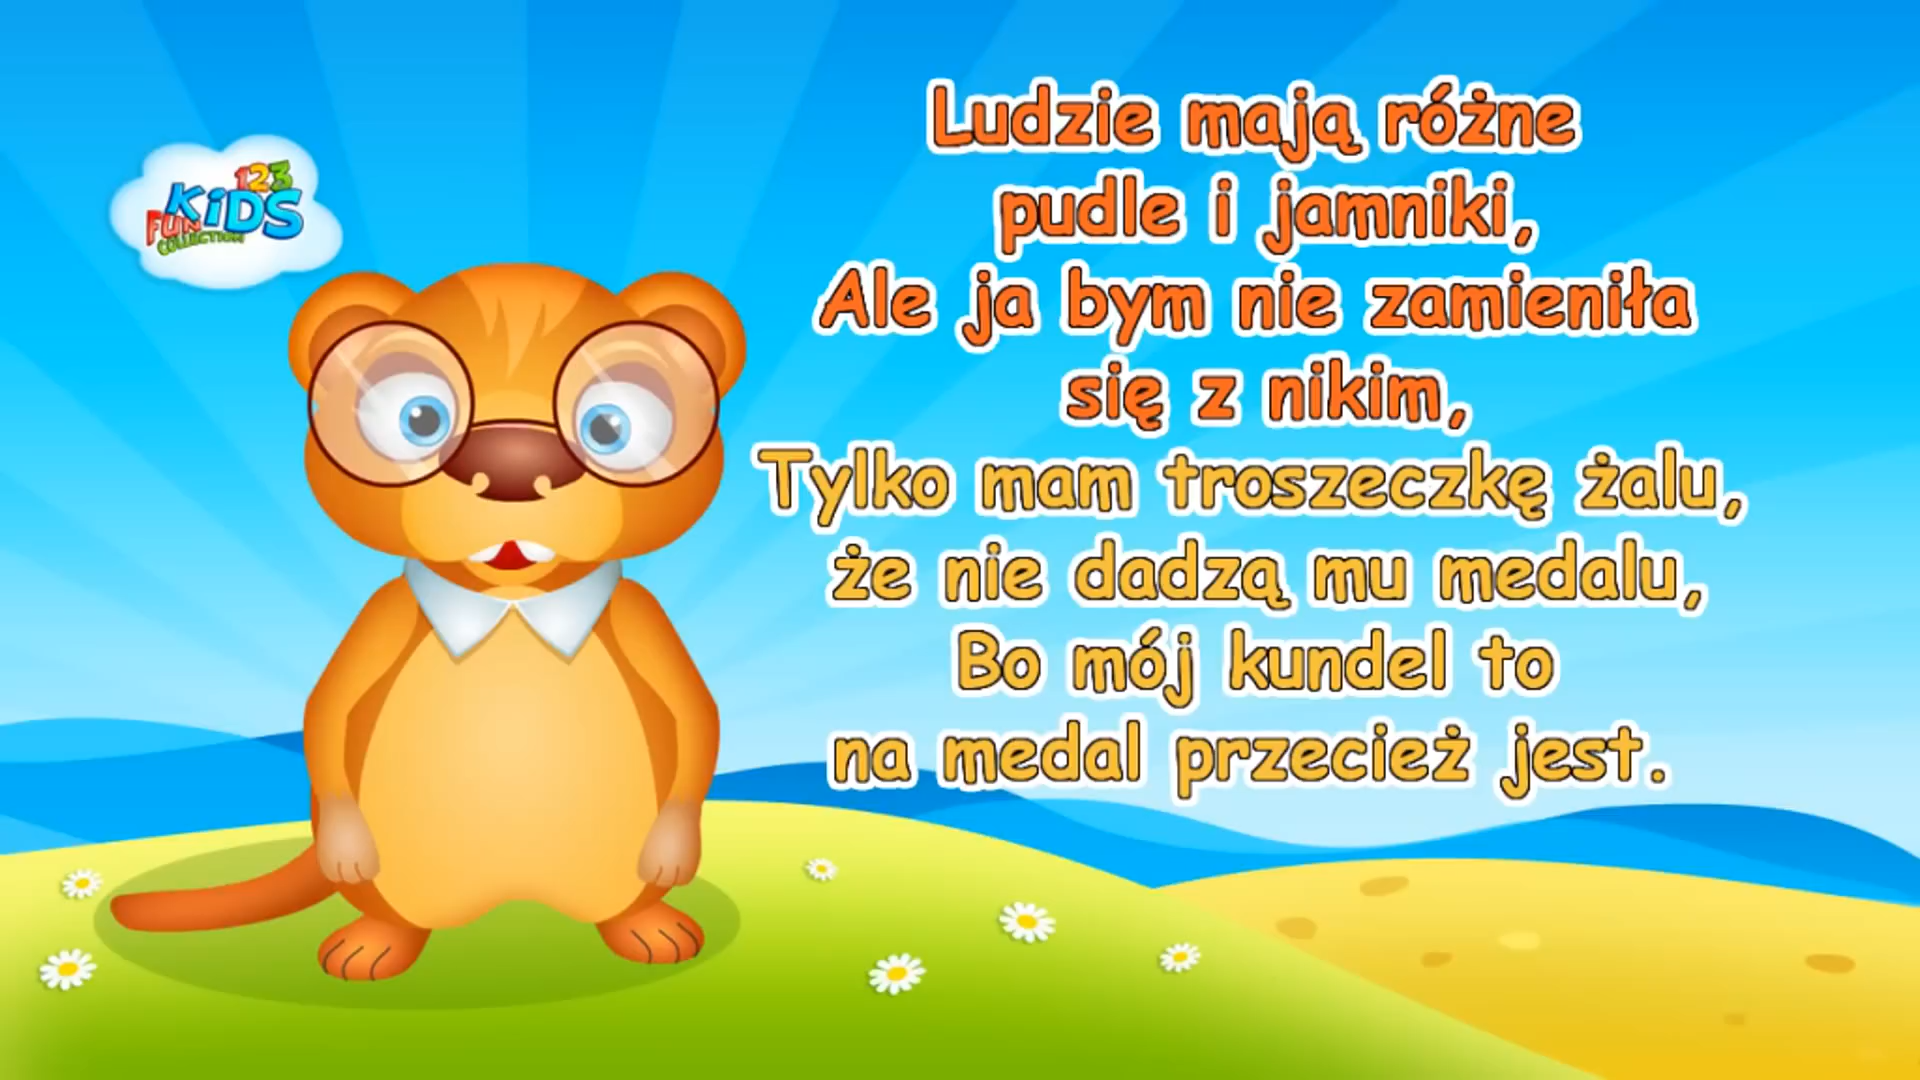 123
KiDS
FUN
COLLECTION
Ludzie mają różne
pudle i jamniki,
Ale ja bym nie zamieniła
się z nikim,
Tylko mam troszeczkę żalu,
że nie dadzą mu medalu,
Bo mój kundel to
na medal przecież jest.